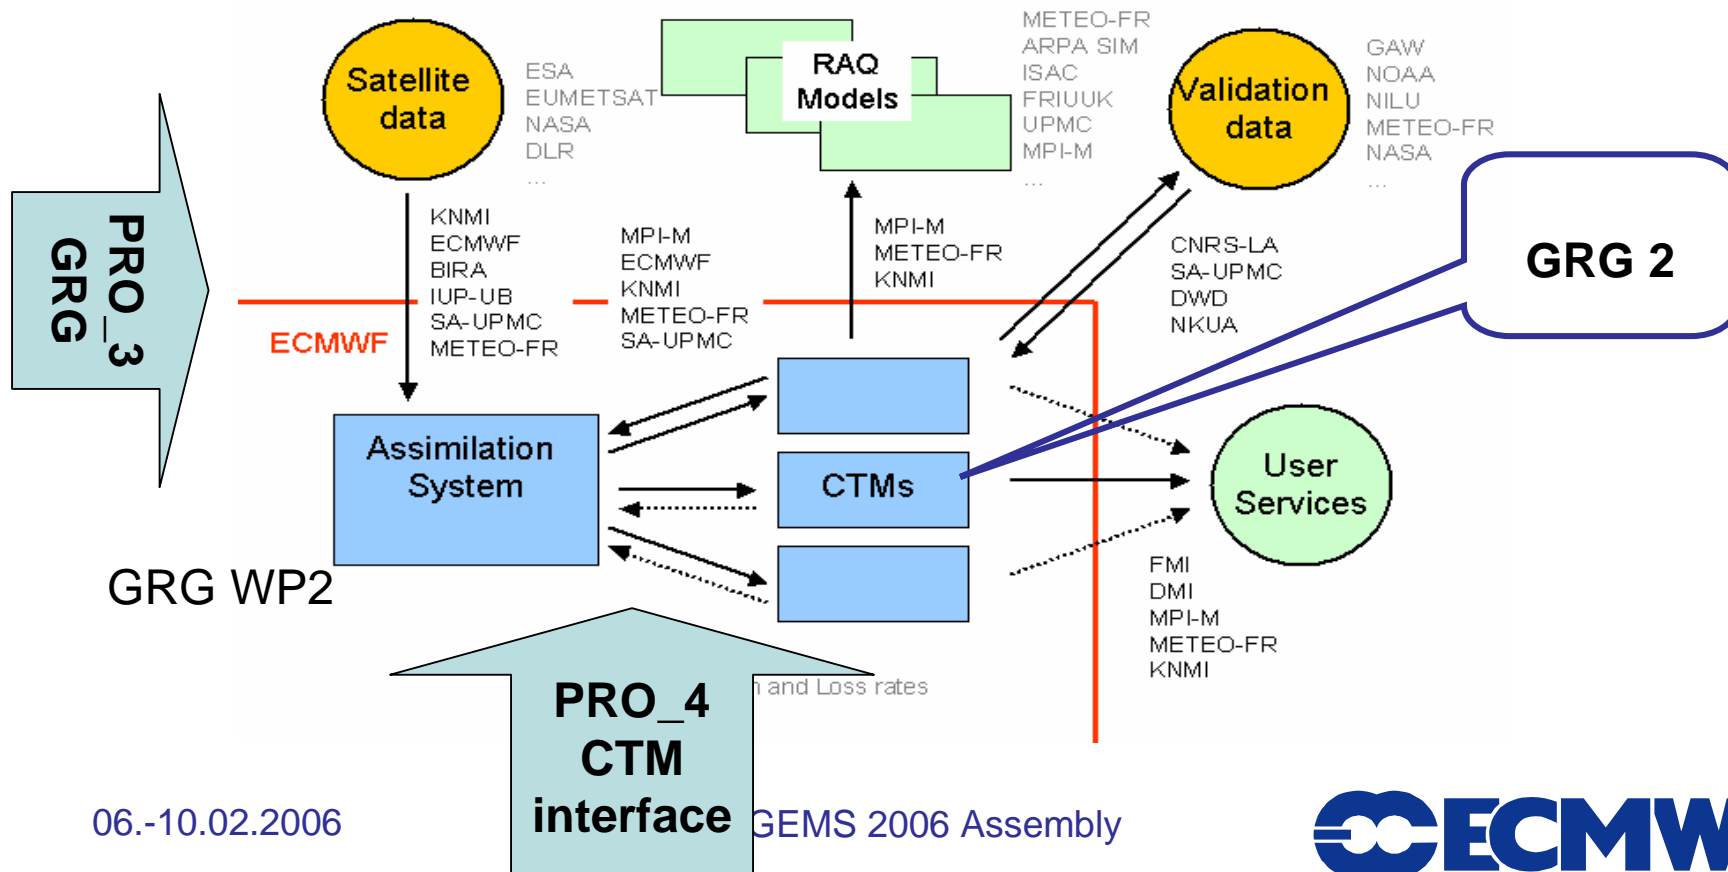 Satellite
data
ESA
EUMETSAT
NASA
DLR
...
RAQ
Models
METEO-FR
ARPA SIM
ISAC
FRIUUK
UPMC
MPI-M
...
Validation
data
GAW
NOAA
NILU
METEO-FR
NASA
...
PRO_3
GRG
KNMI
ECMWF
BIRA
IUP-UB
SA-UPMC
METEO-FR
MPI-M
ECMWF
KNMI
METEO-FR
SA-UPMC
MPI-M
METEO-FR
KNMI
CNRS-LA
SA-UPMC
DWD
NKUA
GRG 2
ECMWF
Assimilation
System
CTMs
User
Services
GRG WP2
FMI
DMI
MPI-M
METEO-FR
KNMI
and Loss rates
PRO_4
CTM
interface
06.-10.02.2006
GEMS 2006 Assembly
ECMW